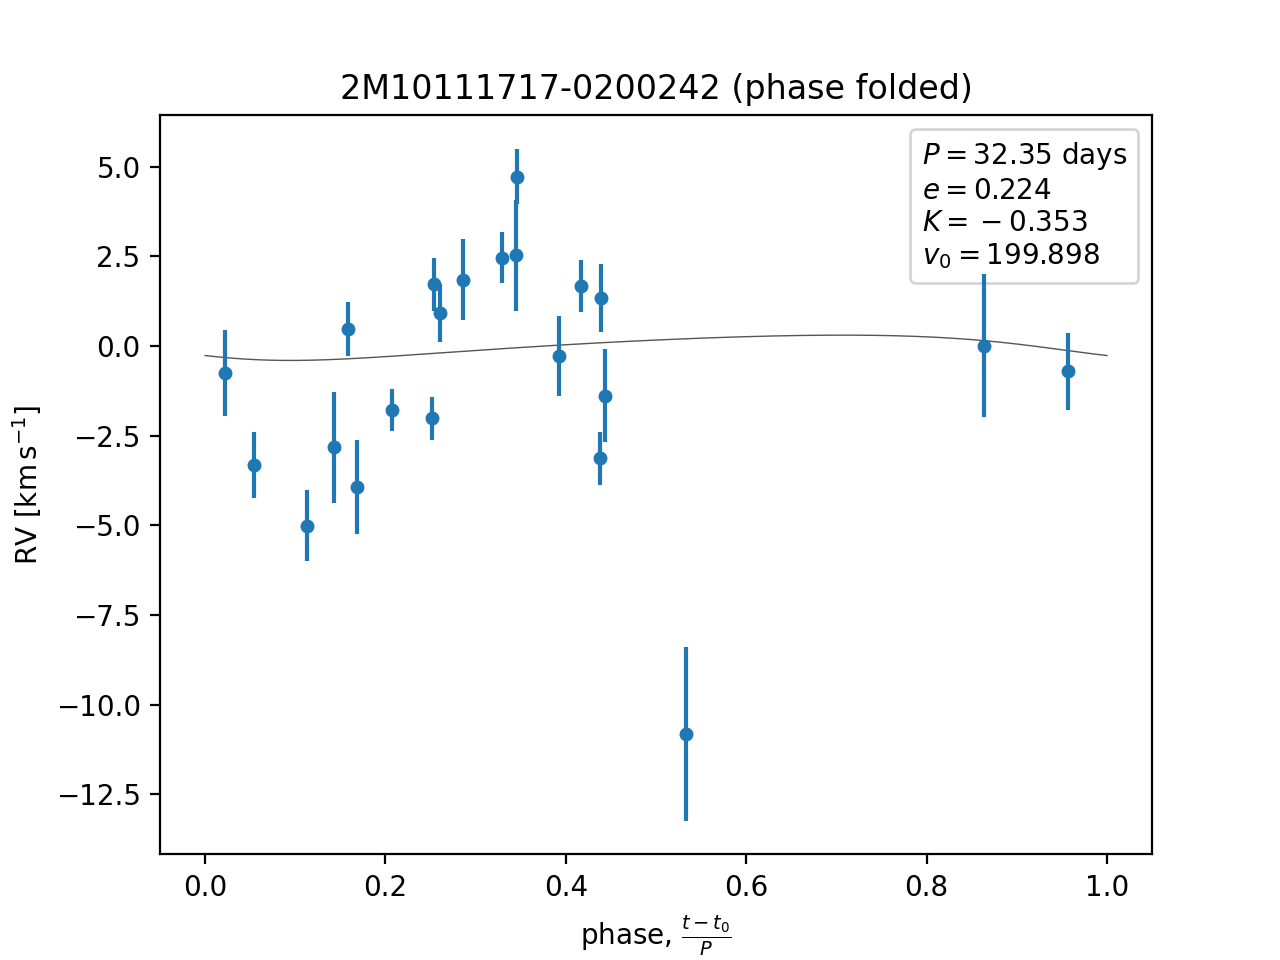 2M10111717-0200242 (phase folded)
P = 32.35 days
e = 0.224
K = −0.353
v₀ = 199.898
5.0
2.5
0.0
−2.5
−5.0
−7.5
−10.0
−12.5
RV [km s⁻¹]
0.0 0.2 0.4 0.6 0.8 1.0
phase, (t − t₀)/P